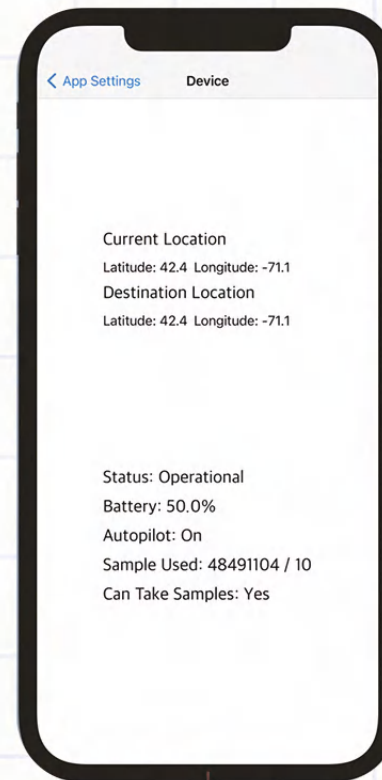 App Settings Device
Current Location
Latitude: 42.4 Longitude: -71.1
Destination Location
Latitude: 42.4 Longitude: -71.1
Status: Operational
Battery: 50.0%
Autopilot: On
Sample Used: 48491104 / 10
Can Take Samples: Yes